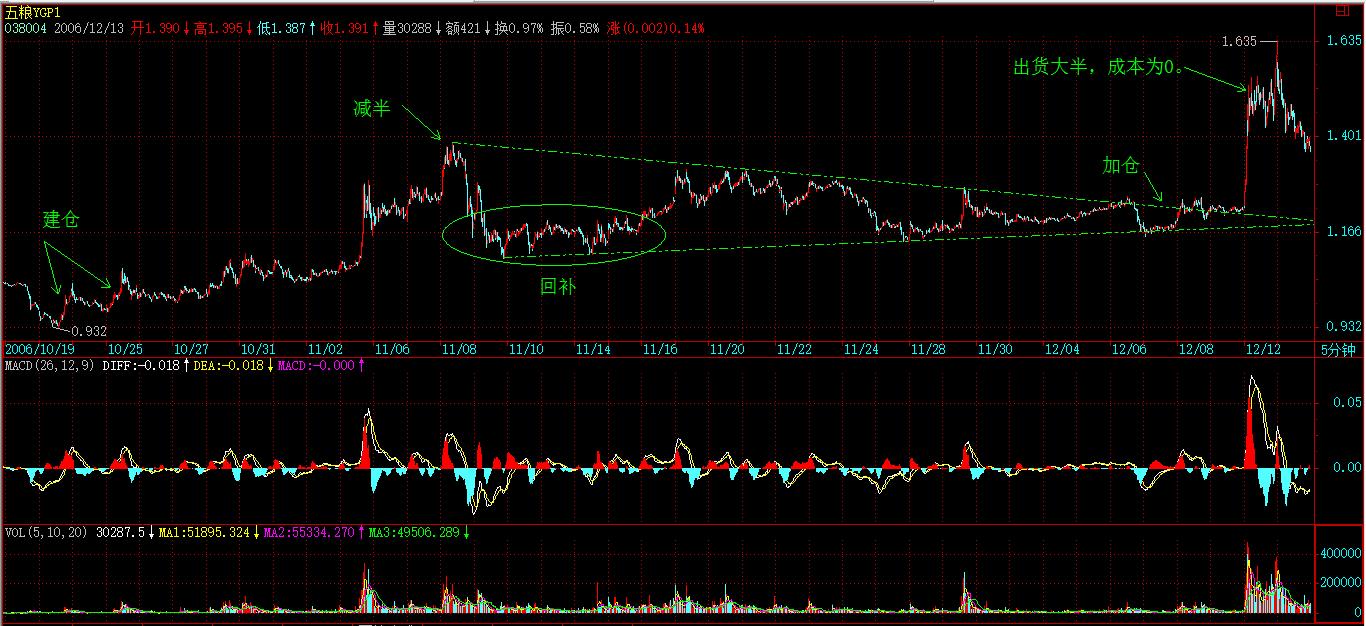 五粮YGP1
038004 2006/12/13 开1.390↓高1.395↓低1.387↑收1.391↑量30288↓额421↓换0.97% 振0.58% 涨(0.002)0.14%
1.635
1.635
出货大半，成本为0。
减半
1.401
加仓
建仓
1.166
回补
0.932
0.932
2006/10/19 10/25 10/27 10/31 11/02 11/06 11/08 11/10 11/14 11/16 11/20 11/22 11/24 11/28 11/30 12/04 12/06 12/08 12/12 5分钟
MACD(26,12,9) DIFF:-0.018↑DEA:-0.018↓MACD:-0.000↑
0.05
0.00
VOL(5,10,20) 30287.5↓MA1:51895.324↓MA2:55334.270↑MA3:49506.289↓
400000
200000
0